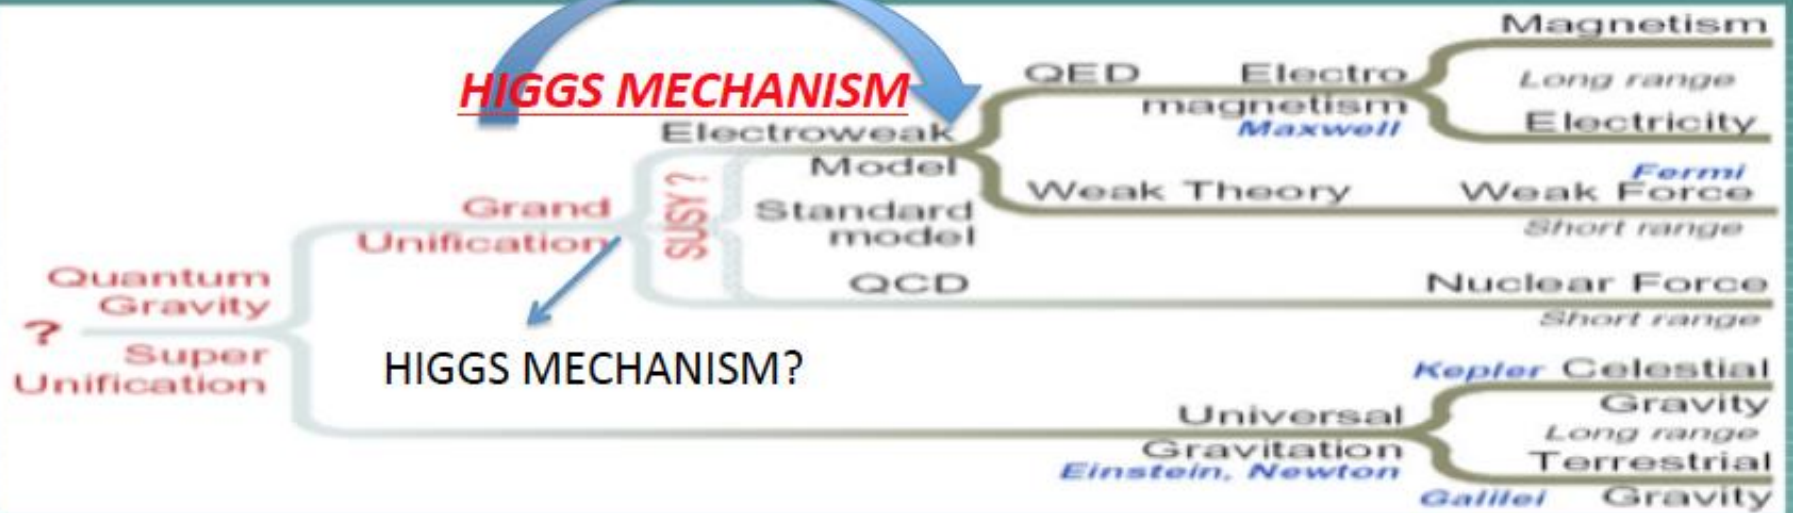 Magnetism
HIGGS MECHANISM
QED Electro
magnetism
Long range
Maxwell
Electricity
Electroweak
Model
Fermi
Weak Theory
Weak Force
Short range
SUSY ?
Grand
Unification
Standard
model
Quantum
Gravity
QCD
Nuclear Force
Short range
?
Super
Unification
HIGGS MECHANISM?
Kepler Celestial
Gravity
Universal
Gravitation
Long range
Einstein, Newton
Terrestrial
Galilei Gravity